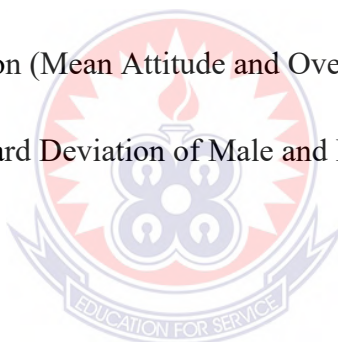 on (Mean Attitude and Ove
ard Deviation of Male and
EDUCATION FOR SERVICE